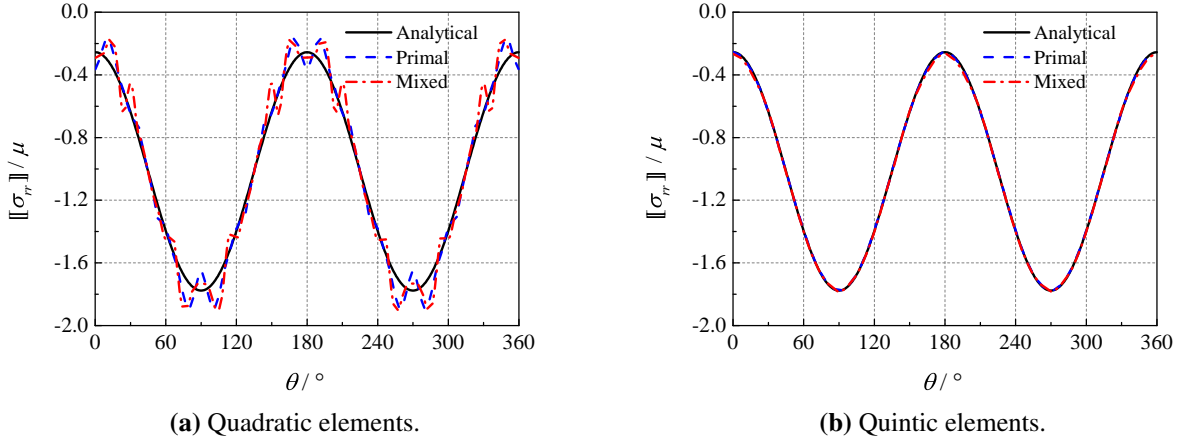 0.0
-0.4
-0.8
-1.2
-1.6
-2.0
0 60 120 180 240 300 360
⟦σrr⟧ / μ
θ / °
Analytical
Primal
Mixed
(a) Quadratic elements.
0.0
-0.4
-0.8
-1.2
-1.6
-2.0
0 60 120 180 240 300 360
⟦σrr⟧ / μ
θ / °
Analytical
Primal
Mixed
(b) Quintic elements.